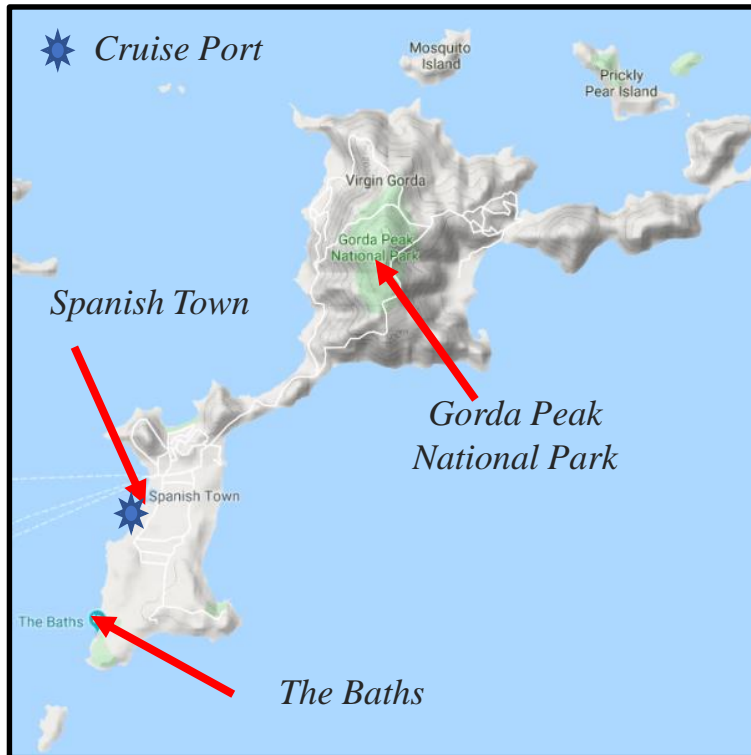 Cruise Port
Mosquito
Island
Prickly
Pear Island
Virgin Gorda
Gorda Peak
National Park
Spanish Town
Gorda Peak
National Park
Spanish Town
The Baths
The Baths